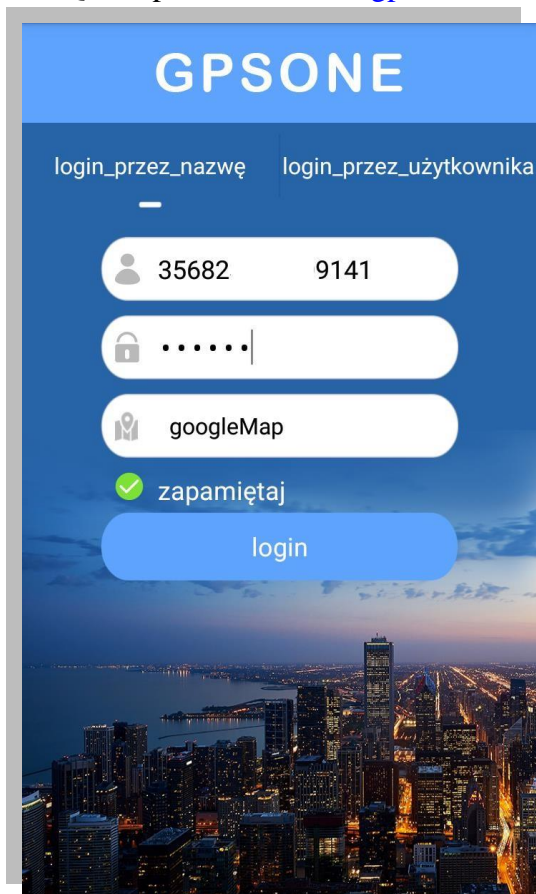 GPSONE
login_przez_nazwę login_przez_użytkownika
35682 9141
••••••
googleMap
zapamiętaj
login